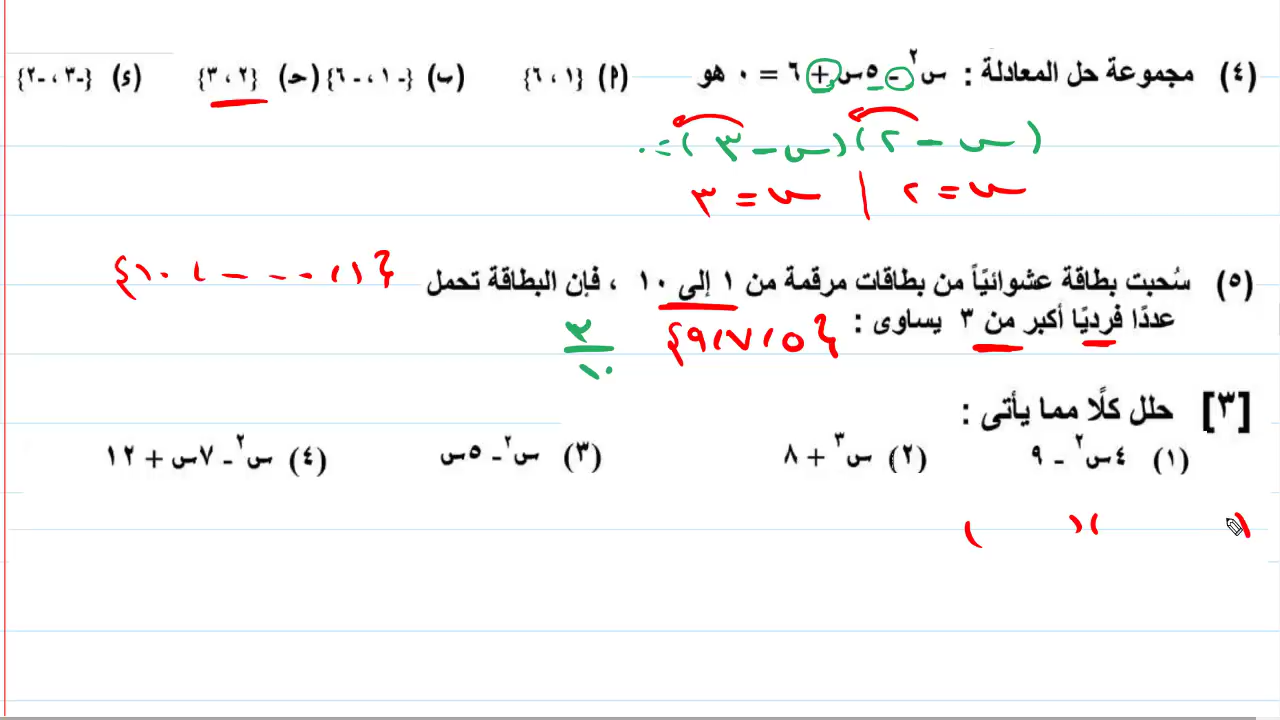 (٤) مجموعة حل المعادلة : س٢ - ٥س + ٦ = ٠ هو (٢) {١ ، ٦} (ب) {-١ ، -٦} (حـ) {٢ ، ٣} (ء) {-٣ ، -٢}
(س - ٢)(س - ٣) = ٠
س = ٢ | س = ٣
(٥) سُحبت بطاقة عشوائيًا من بطاقات مرقمة من ١ إلى ١٠ ، فإن البطاقة تحمل {١، ...... ، ١٠}
عددًا فرديًا أكبر من ٣ يساوى : {٥، ٧، ٩} ٣/١٠
[٣] حلل كلًا مما يأتى :
(١) ٤س٢ - ٩ (٢) س٣ + ٨ (٣) س٢ - ٥س (٤) س٢ - ٧س + ١٢
( )( )